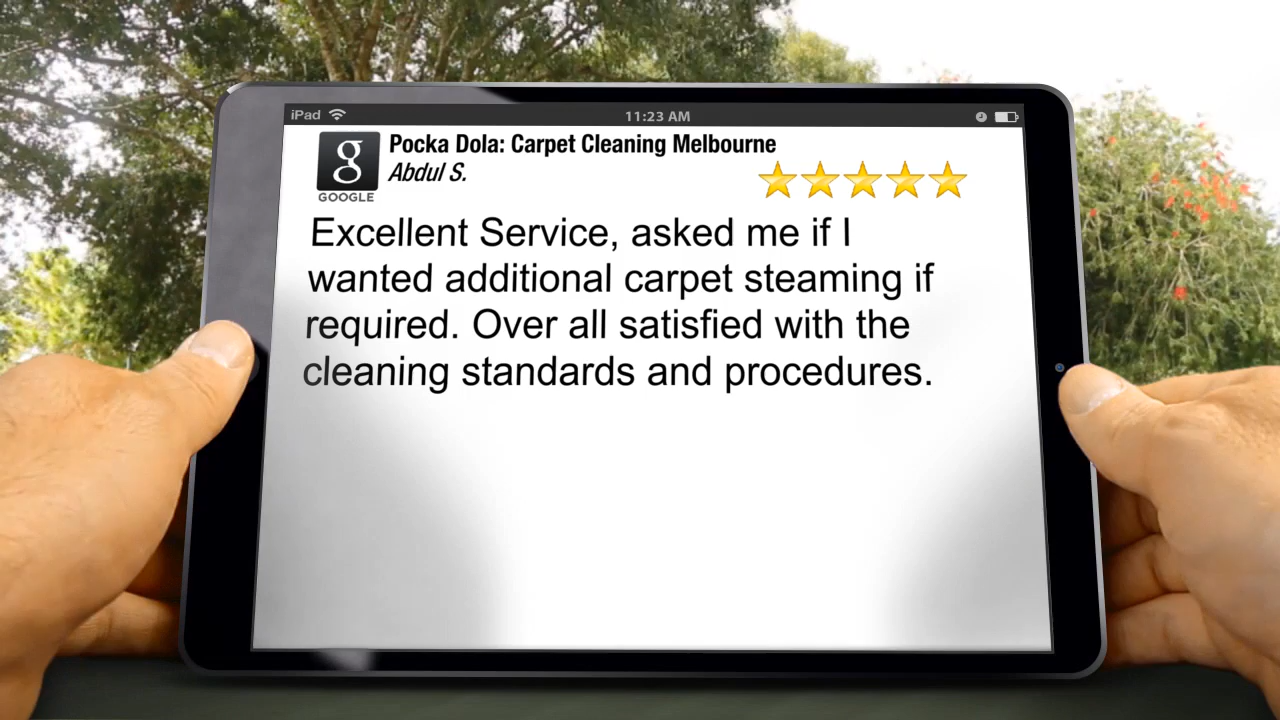 iPad 11:23 AM
Pocka Dola: Carpet Cleaning Melbourne
Abdul S.
g
GOOGLE
Excellent Service, asked me if I
wanted additional carpet steaming if
required. Over all satisfied with the
cleaning standards and procedures.